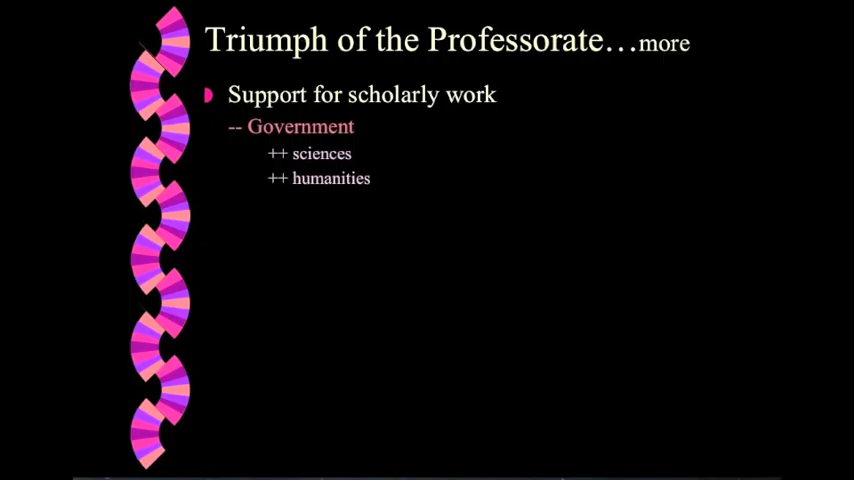 Triumph of the Professorate…more
Support for scholarly work
-- Government
++ sciences
++ humanities